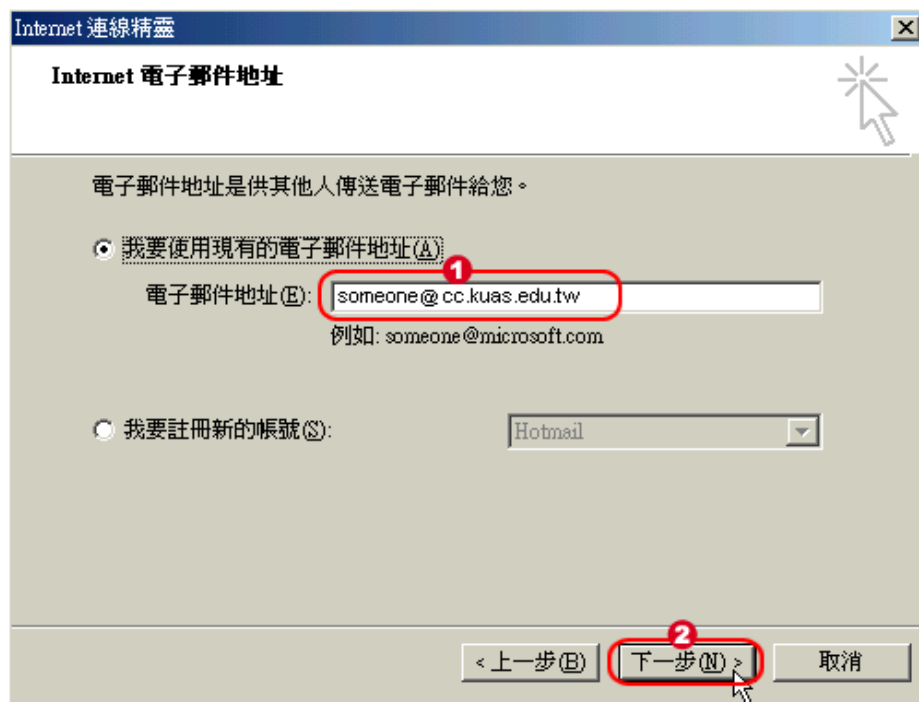 Internet 連線精靈
Internet 電子郵件地址
電子郵件地址是供其他人傳送電子郵件給您。
我要使用現有的電子郵件地址(A)
1
電子郵件地址(E): someone@ cc.kuas.edu.tw
例如: someone@microsoft.com
我要註冊新的帳號(S): Hotmail
2
<上一步(B) 下一步(N)> 取消